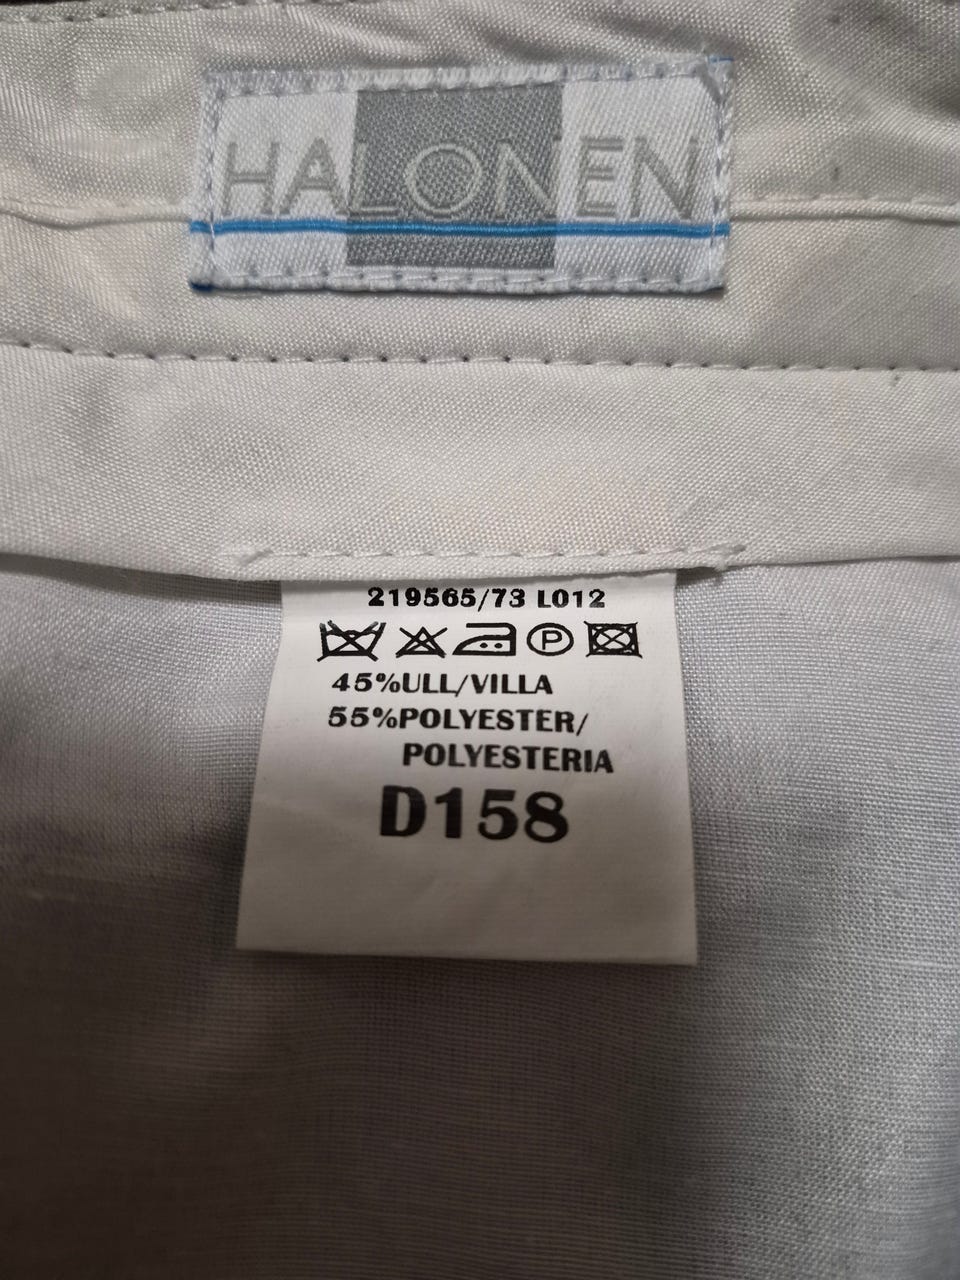 HALONEN
219565/73 L012
P
45%ULL/VILLA
55%POLYESTER/
POLYESTERIA
D158